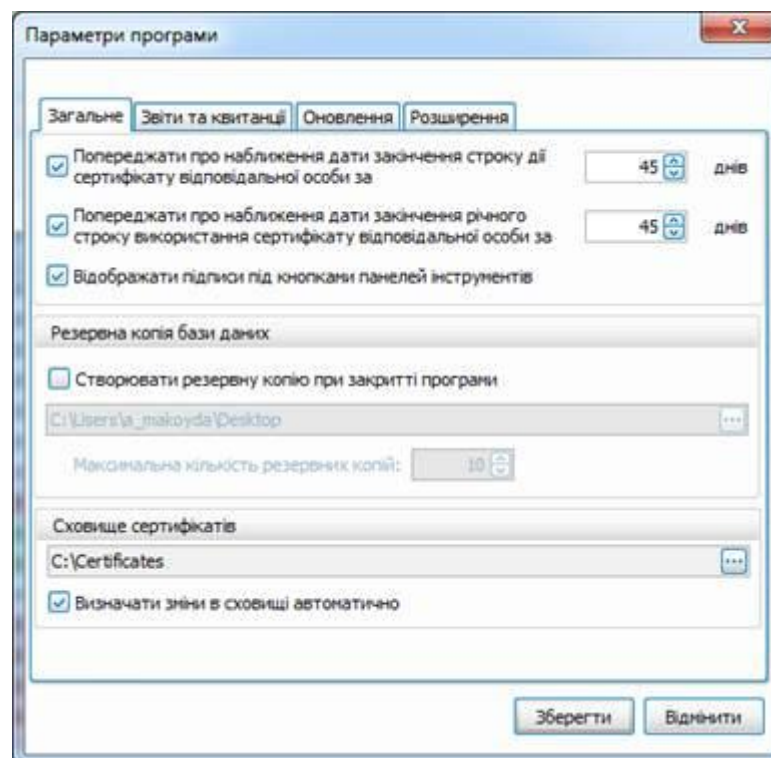 Параметри програми
Загальне Звіти та квитанції Оновлення Розширення
Попереджати про наближення дати закінчення строку дії
сертифікату відповідальної особи за 45 днів
Попереджати про наближення дати закінчення річного
строку використання сертифікату відповідальної особи за 45 днів
Відображати підписи під кнопками панелей інструментів
Резервна копія бази даних
Створювати резервну копію при закритті програми
C:\Users\a_makoyda\Desktop ...
Максимальна кількість резервних копій: 10
Сховище сертифікатів
C:\Certificates ...
Визначати зміни в сховищі автоматично
Зберегти Відмінити